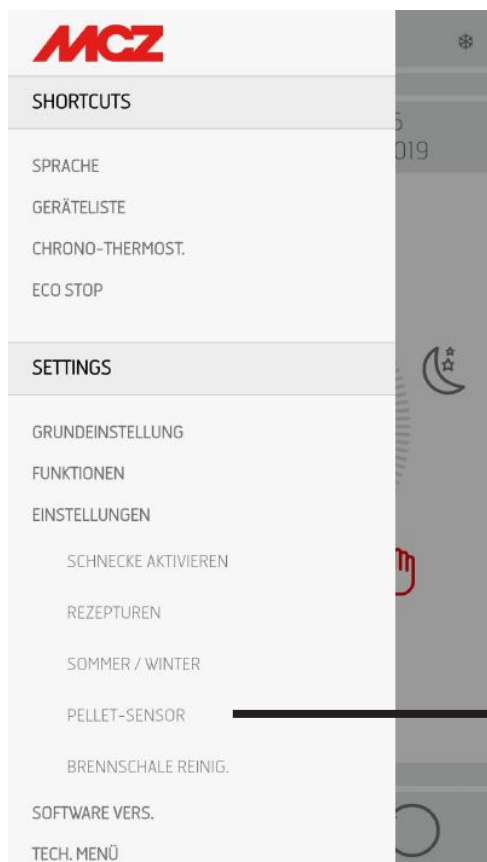 MCZ
SHORTCUTS
SPRACHE
GERÄTELISTE
CHRONO-THERMOST.
ECO STOP
SETTINGS
GRUNDEINSTELLUNG
FUNKTIONEN
EINSTELLUNGEN
SCHNECKE AKTIVIEREN
REZEPTUREN
SOMMER / WINTER
PELLET-SENSOR
BRENNSCHALE REINIG.
SOFTWARE VERS.
TECH. MENÜ
019